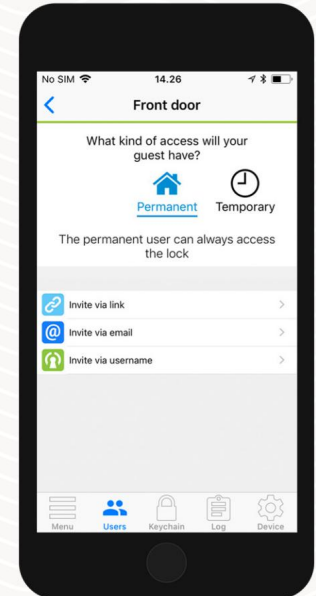 No SIM 14.26
Front door
What kind of access will your
guest have?
Permanent Temporary
The permanent user can always access
the lock
Invite via link
@ Invite via email
Invite via username
Menu Users Keychain Log Device